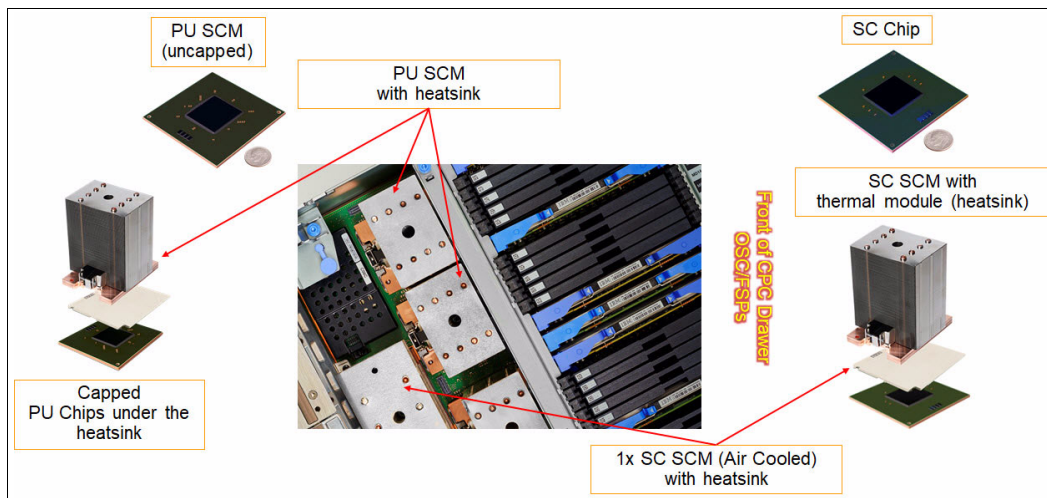 PU SCM
(uncapped)
SC Chip
PU SCM
with heatsink
SC SCM with
thermal module (heatsink)
Front of CPC Drawer
OSC/FSPs
Capped
PU Chips under the
heatsink
1x SC SCM (Air Cooled)
with heatsink